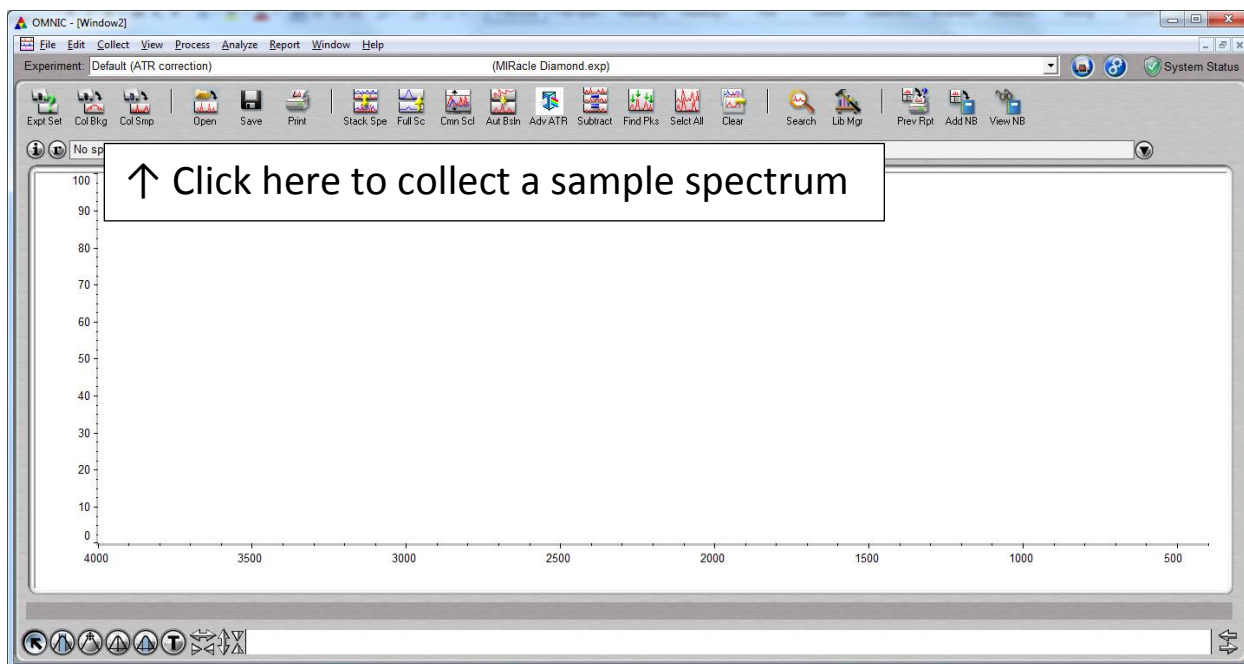 OMNIC - [Window2]
File Edit Collect View Process Analyze Report Window Help
Experiment: Default (ATR correction) (MIRacle Diamond.exp) System Status
Expt Set Col Bkg Col Smp Open Save Print Stack Spe Full Sc Cmn Scl Aut Bsln Adv ATR Subtract Find Pks Selct All Clear Search Lib Mgr Prev Rpt Add NB View NB
No sp
↑ Click here to collect a sample spectrum
100
90
80
70
60
50
40
30
20
10
0
4000 3500 3000 2500 2000 1500 1000 500
T